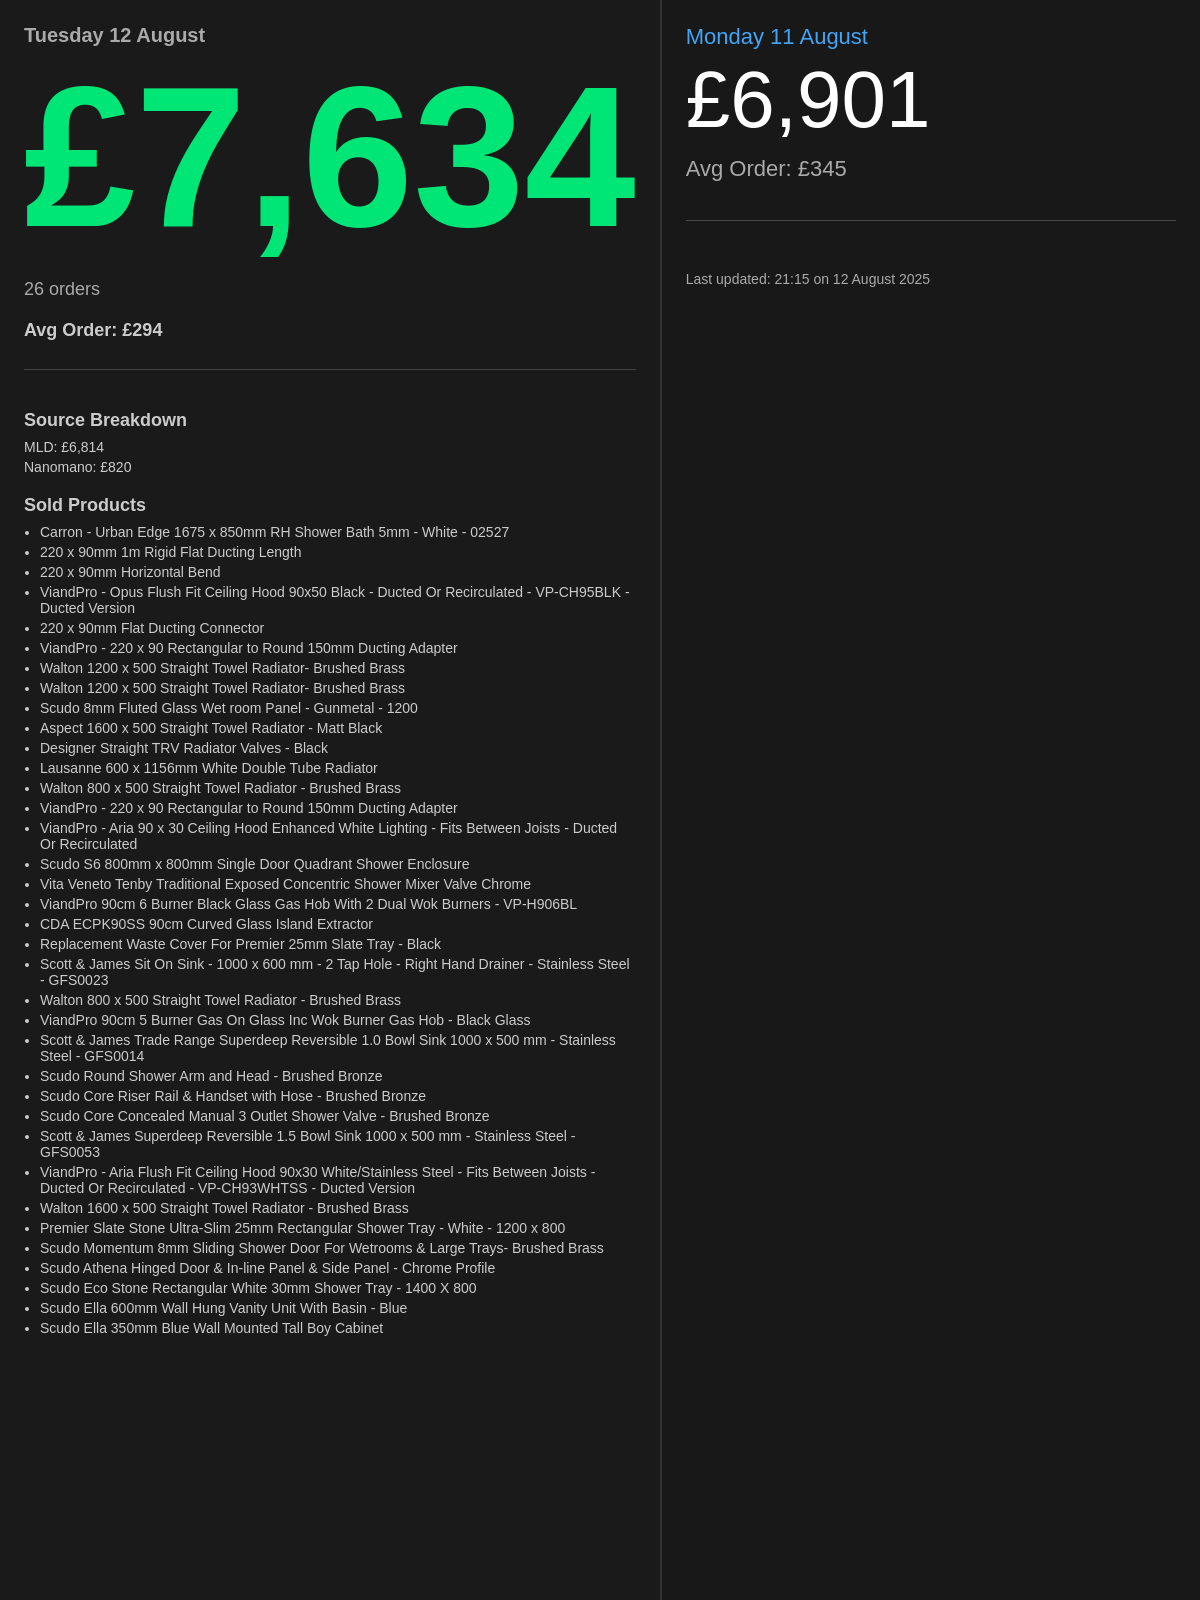 Tuesday 12 August
£7,634
26 orders
Avg Order: £294
Source Breakdown
MLD: £6,814
Nanomano: £820
Sold Products
• Carron - Urban Edge 1675 x 850mm RH Shower Bath 5mm - White - 02527
• 220 x 90mm 1m Rigid Flat Ducting Length
• 220 x 90mm Horizontal Bend
• ViandPro - Opus Flush Fit Ceiling Hood 90x50 Black - Ducted Or Recirculated - VP-CH95BLK -
Ducted Version
• 220 x 90mm Flat Ducting Connector
• ViandPro - 220 x 90 Rectangular to Round 150mm Ducting Adapter
• Walton 1200 x 500 Straight Towel Radiator- Brushed Brass
• Walton 1200 x 500 Straight Towel Radiator- Brushed Brass
• Scudo 8mm Fluted Glass Wet room Panel - Gunmetal - 1200
• Aspect 1600 x 500 Straight Towel Radiator - Matt Black
• Designer Straight TRV Radiator Valves - Black
• Lausanne 600 x 1156mm White Double Tube Radiator
• Walton 800 x 500 Straight Towel Radiator - Brushed Brass
• ViandPro - 220 x 90 Rectangular to Round 150mm Ducting Adapter
• ViandPro - Aria 90 x 30 Ceiling Hood Enhanced White Lighting - Fits Between Joists - Ducted
Or Recirculated
• Scudo S6 800mm x 800mm Single Door Quadrant Shower Enclosure
• Vita Veneto Tenby Traditional Exposed Concentric Shower Mixer Valve Chrome
• ViandPro 90cm 6 Burner Black Glass Gas Hob With 2 Dual Wok Burners - VP-H906BL
• CDA ECPK90SS 90cm Curved Glass Island Extractor
• Replacement Waste Cover For Premier 25mm Slate Tray - Black
• Scott & James Sit On Sink - 1000 x 600 mm - 2 Tap Hole - Right Hand Drainer - Stainless Steel
- GFS0023
• Walton 800 x 500 Straight Towel Radiator - Brushed Brass
• ViandPro 90cm 5 Burner Gas On Glass Inc Wok Burner Gas Hob - Black Glass
• Scott & James Trade Range Superdeep Reversible 1.0 Bowl Sink 1000 x 500 mm - Stainless
Steel - GFS0014
• Scudo Round Shower Arm and Head - Brushed Bronze
• Scudo Core Riser Rail & Handset with Hose - Brushed Bronze
• Scudo Core Concealed Manual 3 Outlet Shower Valve - Brushed Bronze
• Scott & James Superdeep Reversible 1.5 Bowl Sink 1000 x 500 mm - Stainless Steel -
GFS0053
• ViandPro - Aria Flush Fit Ceiling Hood 90x30 White/Stainless Steel - Fits Between Joists -
Ducted Or Recirculated - VP-CH93WHTSS - Ducted Version
• Walton 1600 x 500 Straight Towel Radiator - Brushed Brass
• Premier Slate Stone Ultra-Slim 25mm Rectangular Shower Tray - White - 1200 x 800
• Scudo Momentum 8mm Sliding Shower Door For Wetrooms & Large Trays- Brushed Brass
• Scudo Athena Hinged Door & In-line Panel & Side Panel - Chrome Profile
• Scudo Eco Stone Rectangular White 30mm Shower Tray - 1400 X 800
• Scudo Ella 600mm Wall Hung Vanity Unit With Basin - Blue
• Scudo Ella 350mm Blue Wall Mounted Tall Boy Cabinet
Monday 11 August
£6,901
Avg Order: £345
Last updated: 21:15 on 12 August 2025